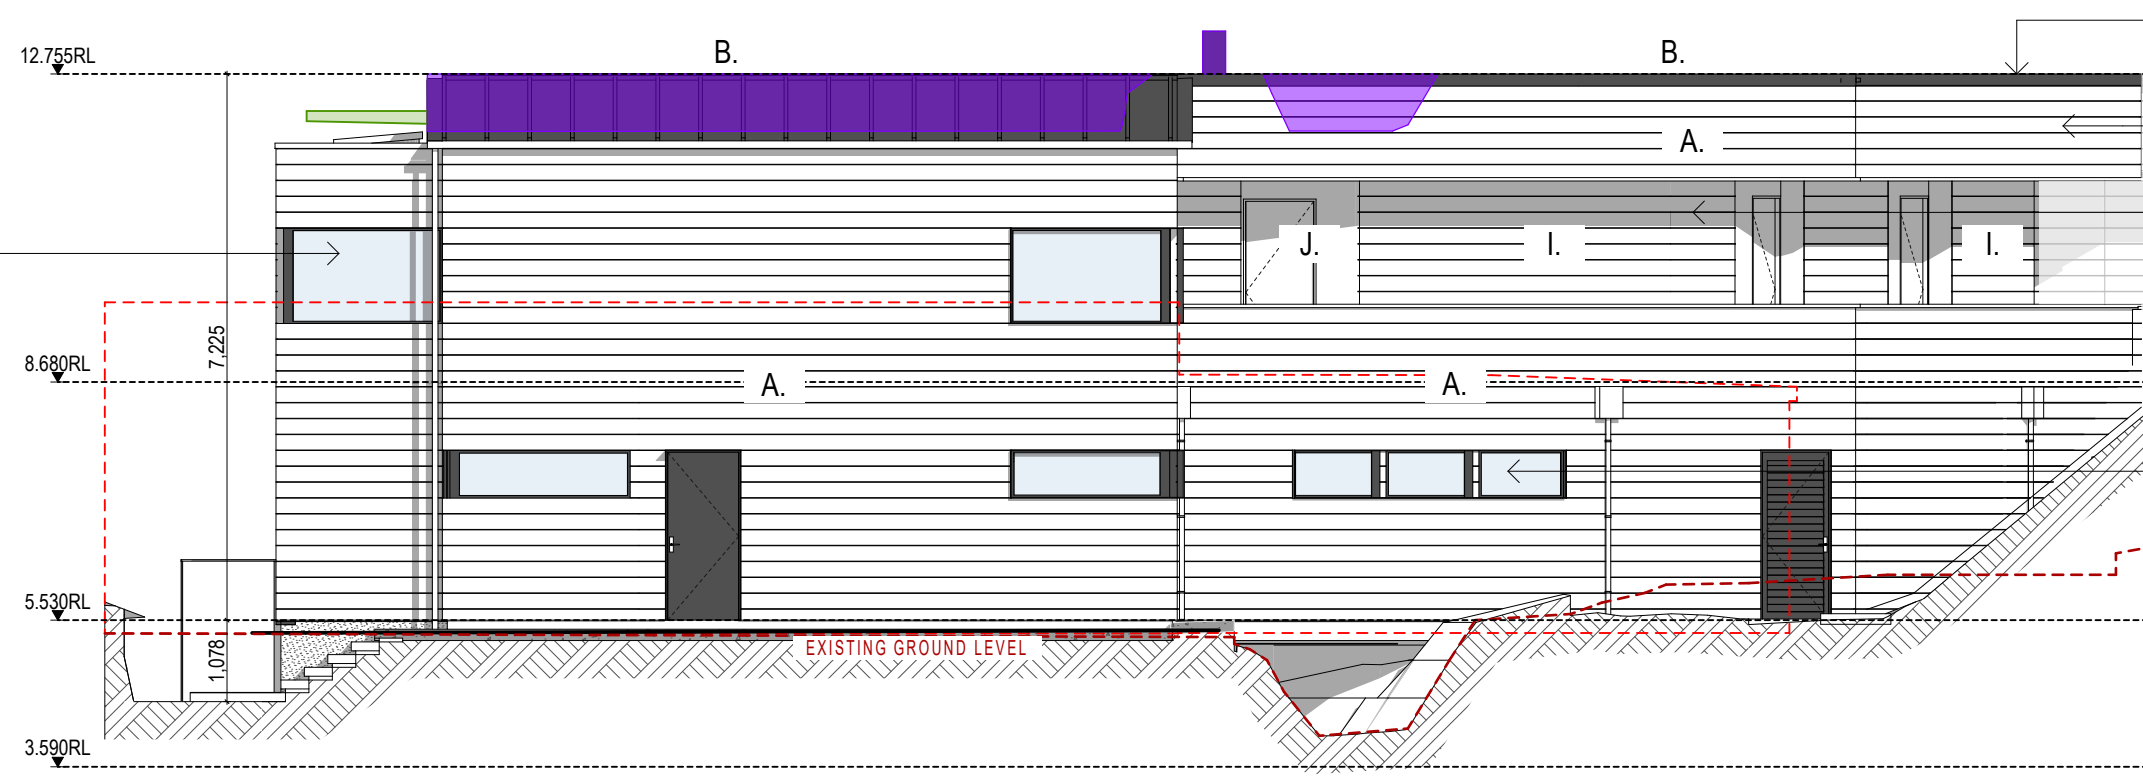 B.
B.
12.755RL
A.
J.
I.
I.
7,225
8.680RL
A.
A.
5.530RL
EXISTING GROUND LEVEL
1,078
3.590RL